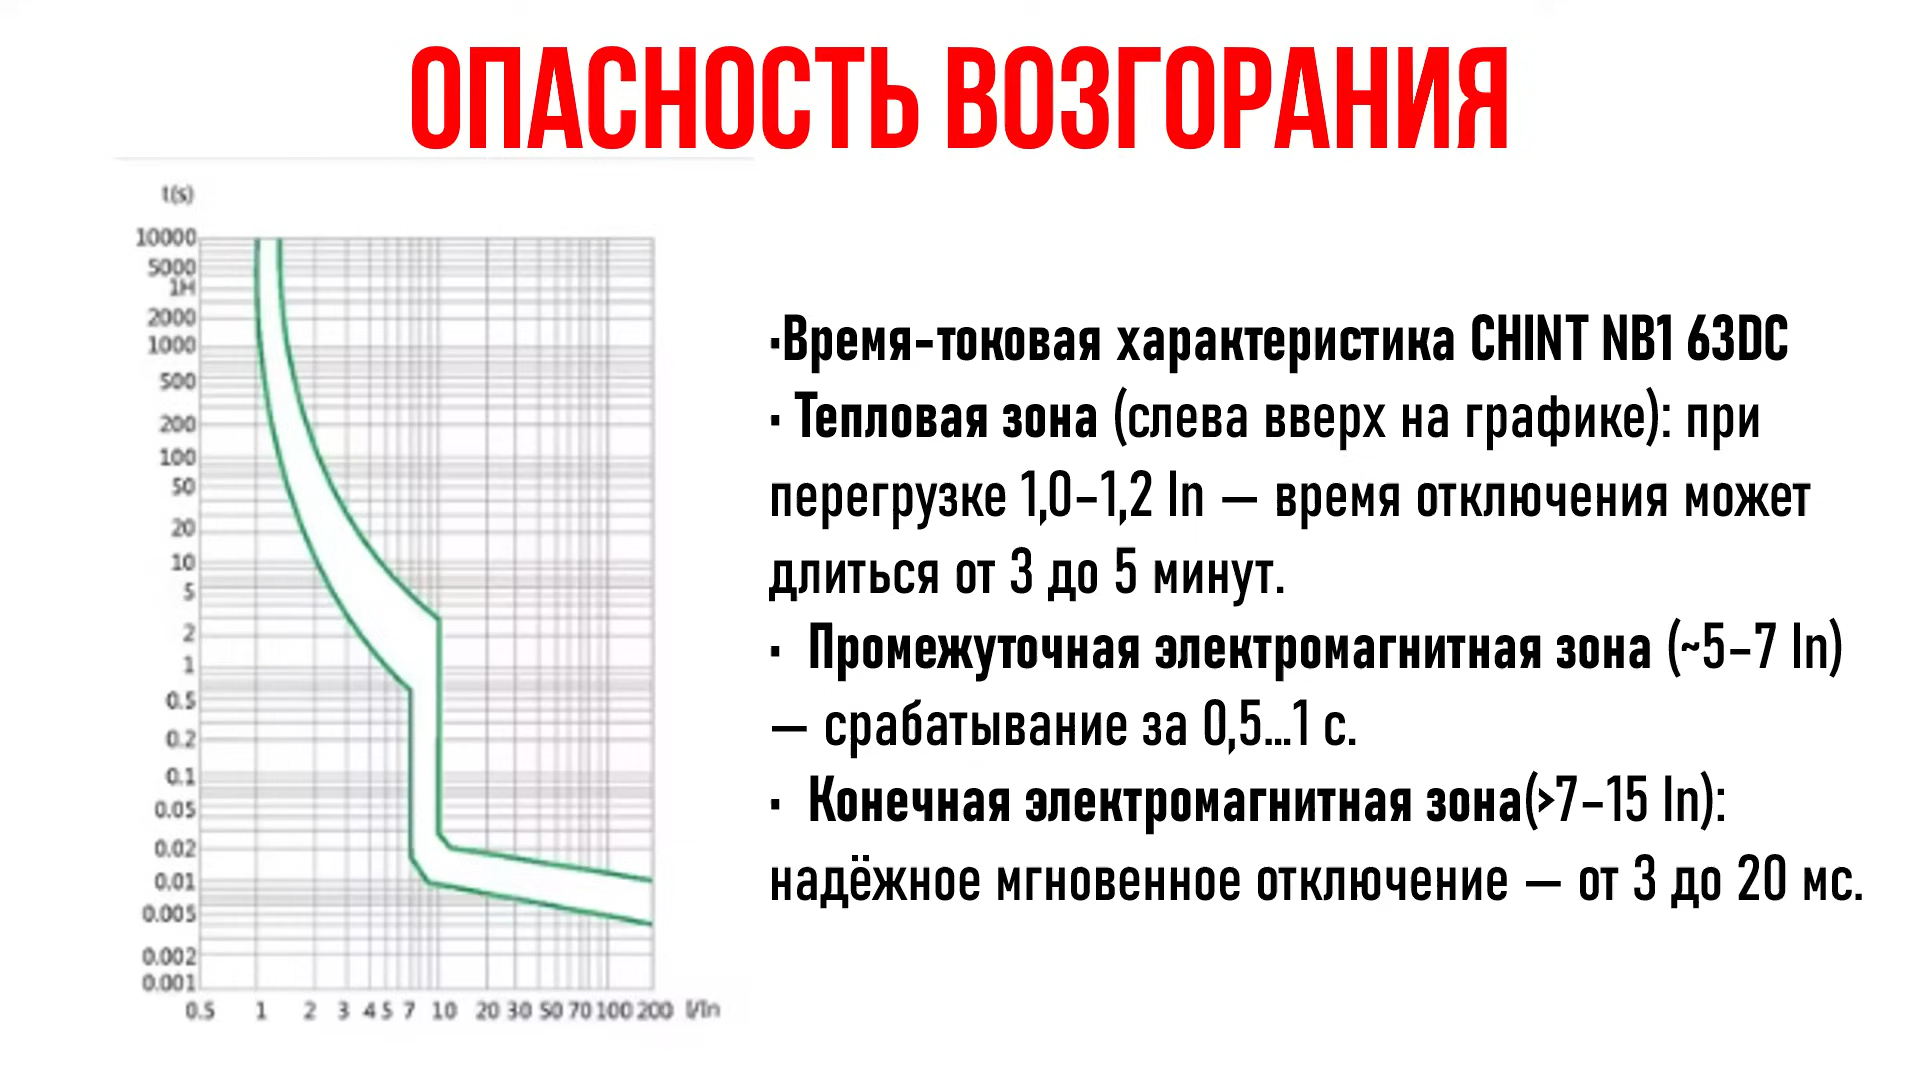 ОПАСНОСТЬ ВОЗГОРАНИЯ
t(s)
10000
5000
1H
2000
1000
500
200
100
50
20
10
5
2
1
0.5
0.2
0.1
0.05
0.02
0.01
0.005
0.002
0.001
0.5 1 2 3 4 5 7 10 20 30 50 70 100 200 I/In
·Время-токовая характеристика CHINT NB1 63DC
· Тепловая зона (слева вверх на графике): при
перегрузке 1,0–1,2 In — время отключения может
длиться от 3 до 5 минут.
· Промежуточная электромагнитная зона (~5–7 In)
— срабатывание за 0,5…1 с.
· Конечная электромагнитная зона(>7–15 In):
надёжное мгновенное отключение — от 3 до 20 мс.